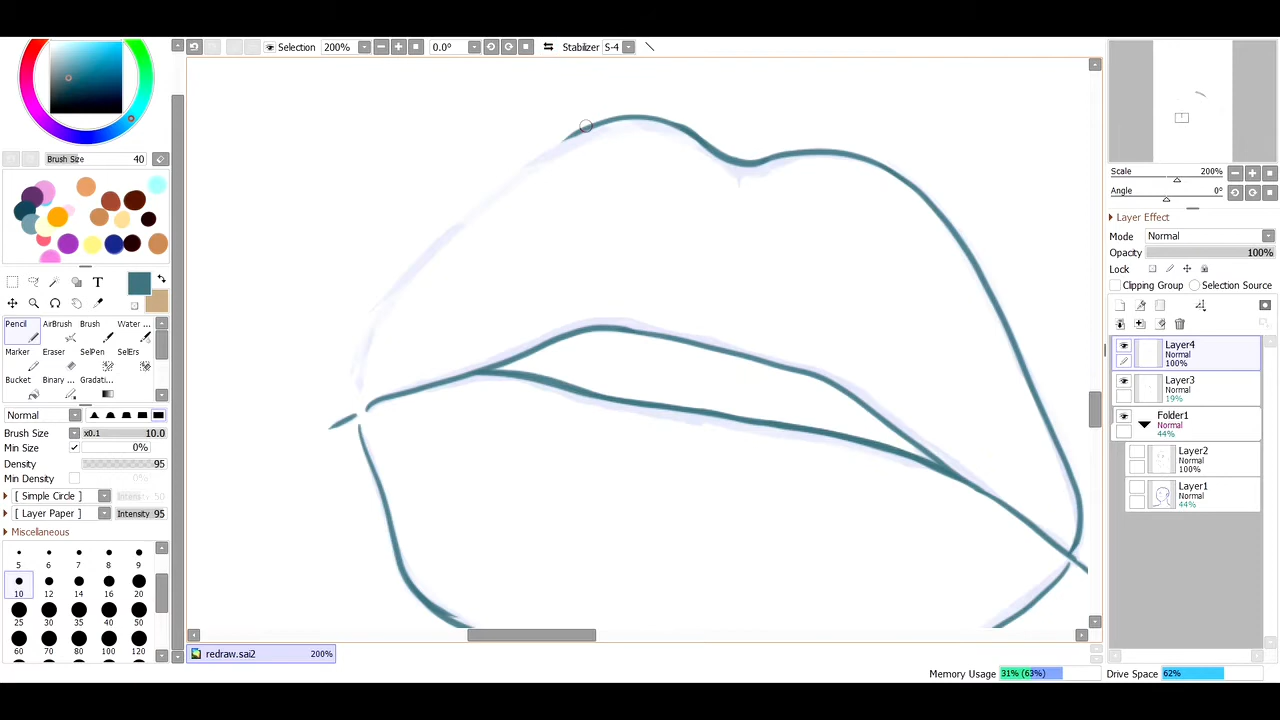 Selection 200% 0.0° Stabilizer S-4
Brush Size 40
T
Pencil AirBrush Brush Water ...
Marker Eraser SelPen SelErs
Bucket Binary ... Gradati...
Normal
Brush Size x0.1 10.0
Min Size 0%
Density 95
Min Density 0%
[ Simple Circle ] Intensity 50
[ Layer Paper ] Intensity 95
Miscellaneous
5 6 7 8 9
10 12 14 16 20
25 30 35 40 50
60 70 80 100 120
redraw.sai2 200%
Scale 200%
Angle 0°
Layer Effect
Mode Normal
Opacity 100%
Lock
Clipping Group Selection Source
Layer4
Normal
100%
Layer3
Normal
19%
Folder1
Normal
44%
Layer2
Normal
100%
Layer1
Normal
44%
Memory Usage 31% (63%) Drive Space 62%